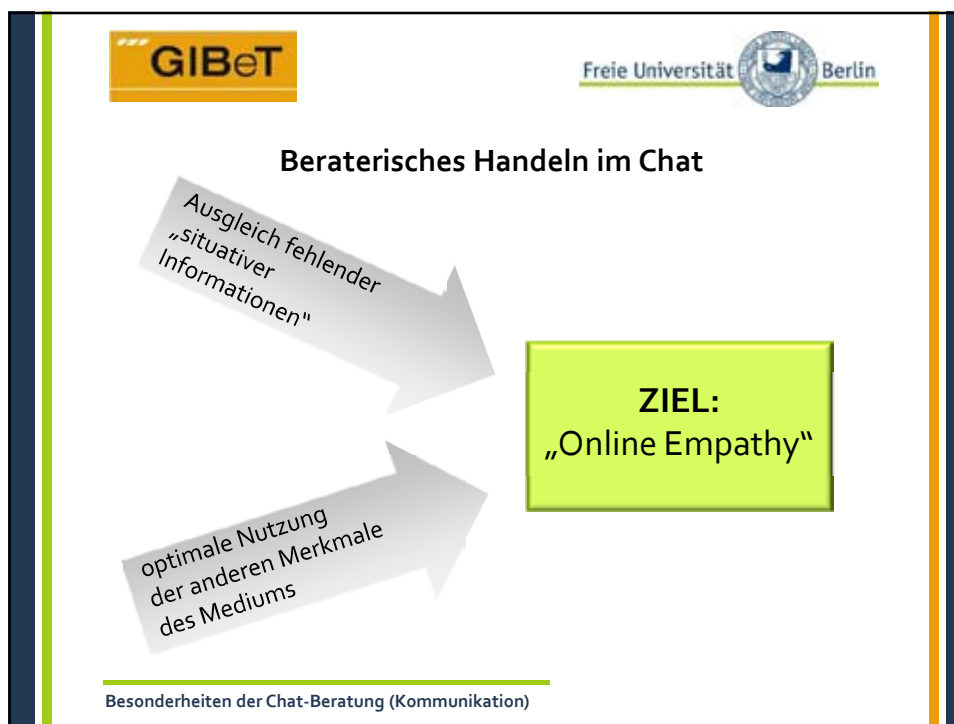 GIBeT
Freie Universität Berlin
Beraterisches Handeln im Chat
Ausgleich fehlender
„situativer
Informationen“
ZIEL:
„Online Empathy“
optimale Nutzung
der anderen Merkmale
des Mediums
Besonderheiten der Chat-Beratung (Kommunikation)